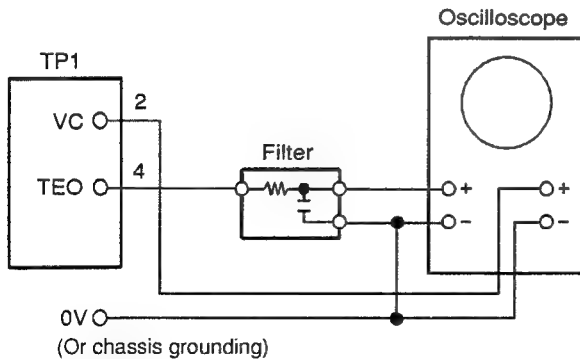 Oscilloscope
TP1
VC
2
TEO
4
Filter
+
−
+
−
0V
(Or chassis grounding)